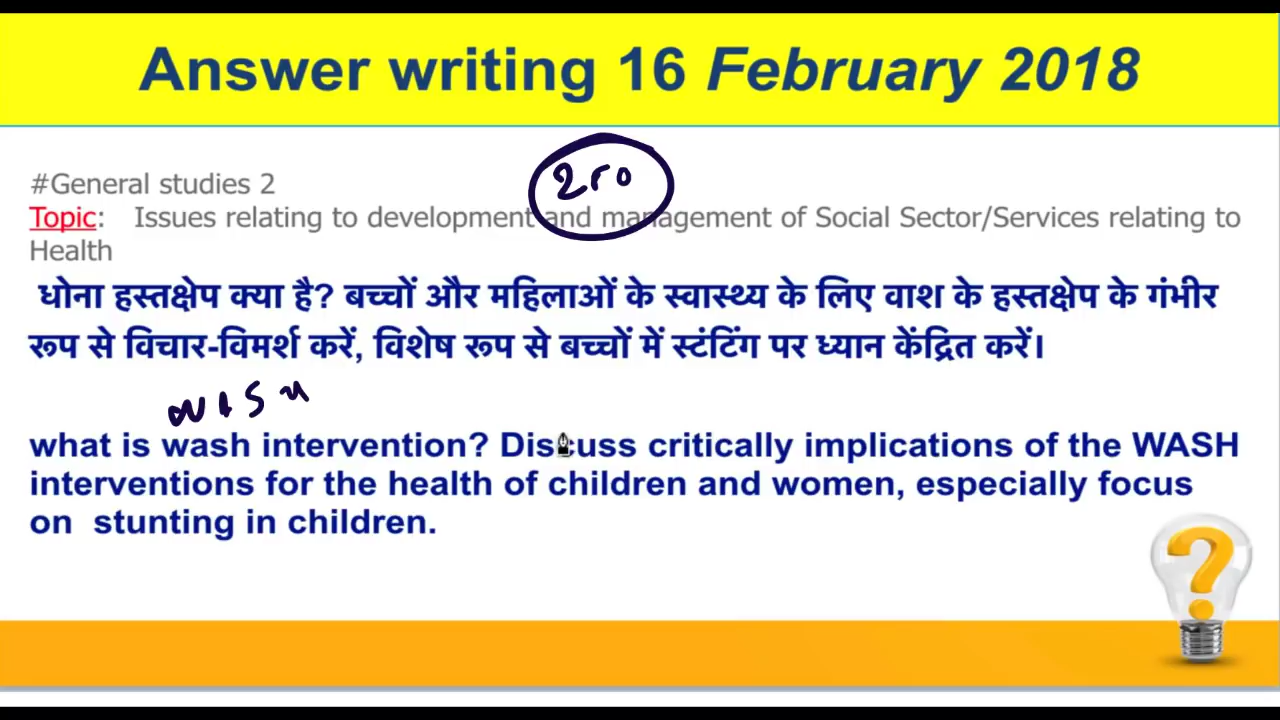 Answer writing 16 February 2018
250
#General studies 2
Topic: Issues relating to development and management of Social Sector/Services relating to
Health
धोना हस्तक्षेप क्या है? बच्चों और महिलाओं के स्वास्थ्य के लिए वाश के हस्तक्षेप के गंभीर
रूप से विचार-विमर्श करें, विशेष रूप से बच्चों में स्टंटिंग पर ध्यान केंद्रित करें।
what is wash intervention? Discuss critically implications of the WASH
interventions for the health of children and women, especially focus
on stunting in children.